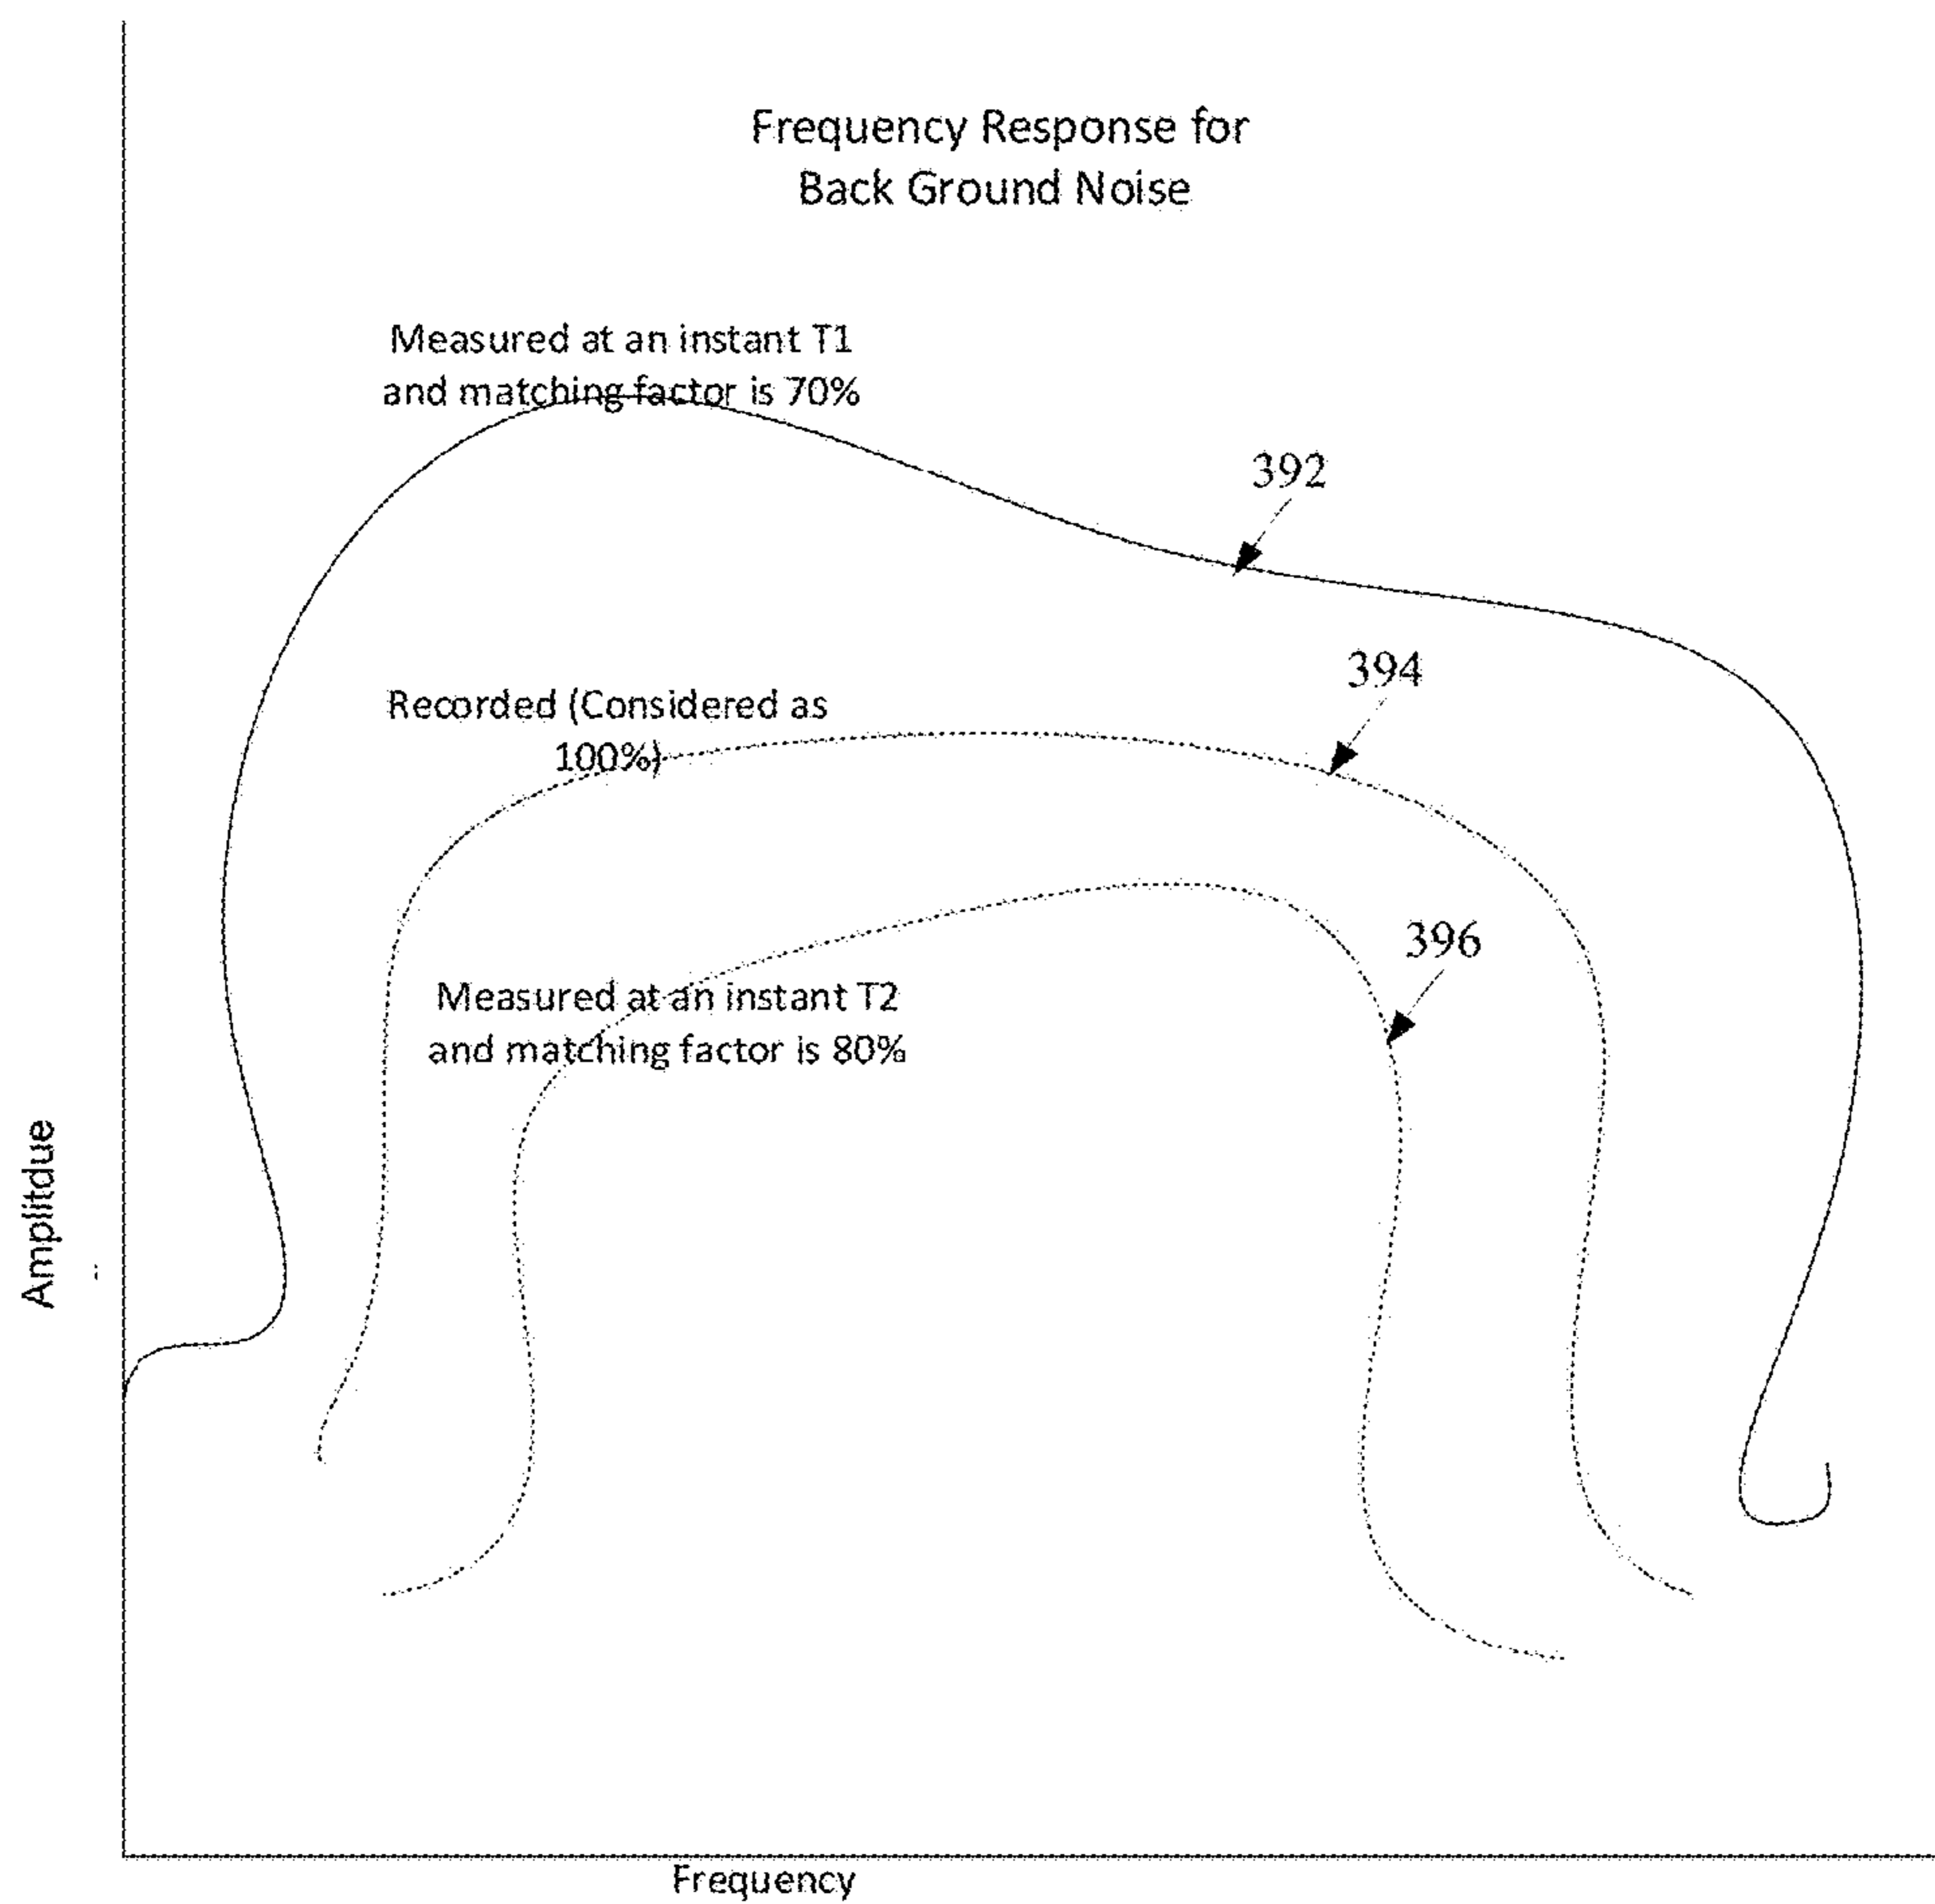 Frequency Response for
Back Ground Noise
Measured at an instant T1
and matching factor is 70%
392
394
Recorded (Considered as
100%)
396
Measured at an instant T2
and matching factor is 80%
Amplitdue
Frequency